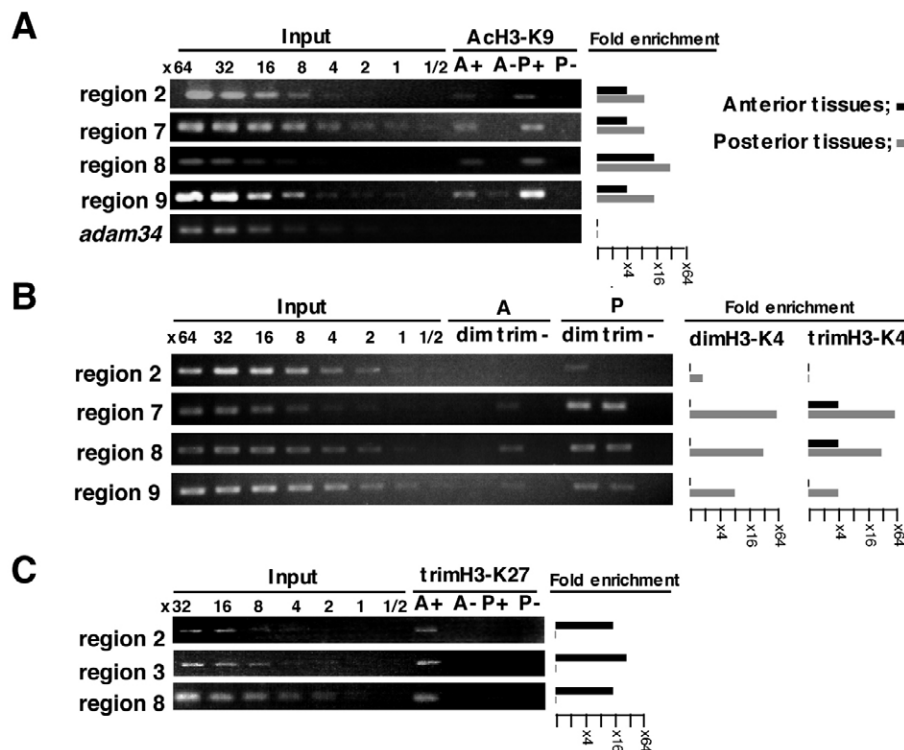 A
Input
AcH3-K9
Fold enrichment
x64 32 16 8 4 2 1 1/2 A+ A- P+ P-
region 2
region 7
region 8
region 9
adam34
Anterior tissues;
Posterior tissues;
x4 x16 x64
B
Input
A
P
Fold enrichment
x64 32 16 8 4 2 1 1/2 dim trim - dim trim -
dimH3-K4 trimH3-K4
region 2
region 7
region 8
region 9
x4 x16 x64
x4 x16 x64
C
Input
trimH3-K27
Fold enrichment
x32 16 8 4 2 1 1/2 A+ A- P+ P-
region 2
region 3
region 8
x4 x16 x64